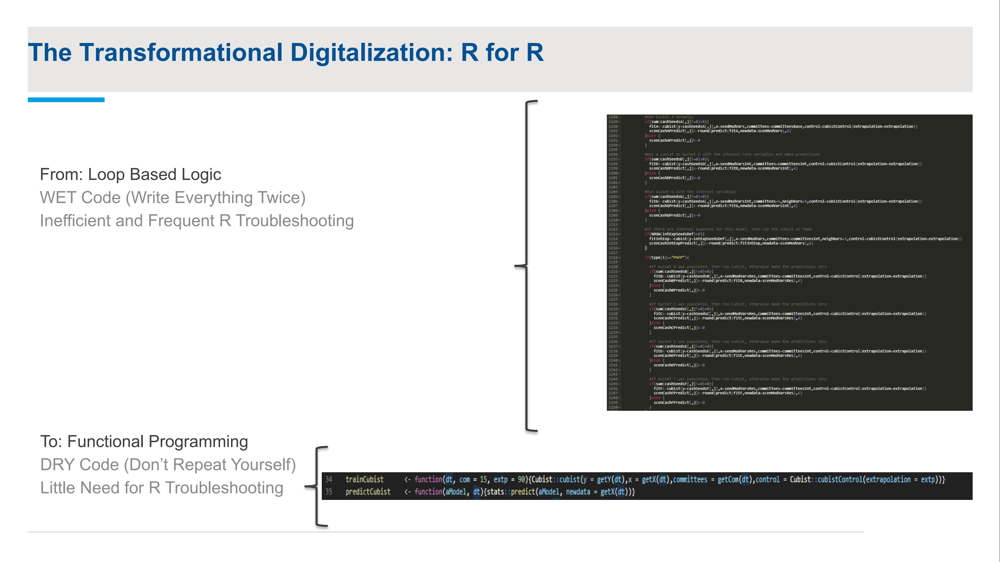 The Transformational Digitalization: R for R
From: Loop Based Logic
WET Code (Write Everything Twice)
Inefficient and Frequent R Troubleshooting
1188 #Run bucket A normally
1189 if(sum(cashSeedsA[,j]!=0)>0){
1190 fitA<-cubist(y=cashSeedsA[,j],x=seedModVars,committees=committeesBase,control=cubistControl(extrapolation=extrapolation))
1191 scenCashAPredict[,j]<-round(predict(fitA,newdata=scenModVars),6)
1192 }else {
1193 scenCashAPredict[,j]<-0
1194 }
1195
1196 #Run a cubist on bucket D with the interest rate variables and make predictions
1197 if(sum(cashSeedsD[,j]!=0)>0){
1198 fitD<-cubist(y=cashSeedsD[,j],x=seedModVarsInt,committees=committeesInt,control=cubistControl(extrapolation=extrapolation))
1199 scenCashDPredict[,j]<-round(predict(fitD,newdata=scenModVarsInt),6)
1200 }else {
1201 scenCashDPredict[,j]<-0
1202 }
1203
1204 #Run bucket G with the interest variables
1205 if(sum(cashSeedsG[,j]!=0)>0){
1206 fitG<-cubist(y=cashSeedsG[,j],x=seedModVarsInt,committees=5,neighbors=9,control=cubistControl(extrapolation=extrapolation))
1207 scenCashGPredict[,j]<-round(predict(fitG,newdata=scenModVarsInt),6)
1208 }else {
1209 scenCashGPredict[,j]<-0
1210 }
1211
1212 #If there are internal expenses for this model, then run the cubist on them
1213 if(NROW(intExpSeedsDef)>0){
1214 fitIntExp<-cubist(y=intExpSeedsDef[,j],x=seedModVars,committees=committeesInt,neighbors=5,control=cubistControl(extrapolation=extrapolation))
1215 scenCashIntExpPredict[,j]<-round(predict(fitIntExp,newdata=scenModVars),6)
1216 }
1217
1218 if(type[i]=="PVFP"){
1219
1220 #If bucket B was populated, then run cubist, otherwise make the predictions zero
1221 if(sum(cashSeedsB[,j]!=0)>0){
1222 fitB<-cubist(y=cashSeedsB[,j],x=seedModVarsRes,committees=committeesInt,control=cubistControl(extrapolation=extrapolation))
1223 scenCashBPredict[,j]<-round(predict(fitB,newdata=scenModVarsRes),6)
1224 }else {
1225 scenCashBPredict[,j]<-0
1226 }
1227
1228 #If bucket C was populated, then run cubist, otherwise make the predictions zero
1229 if(sum(cashSeedsC[,j]!=0)>0){
1230 fitC<-cubist(y=cashSeedsC[,j],x=seedModVarsRes,committees=committeesInt,control=cubistControl(extrapolation=extrapolation))
1231 scenCashCPredict[,j]<-round(predict(fitC,newdata=scenModVarsRes),6)
1232 }else {
1233 scenCashCPredict[,j]<-0
1234 }
1235
1236 #If bucket E was populated, then run cubist, otherwise make the predictions zero
1237 if(sum(cashSeedsE[,j]!=0)>0){
1238 fitE<-cubist(y=cashSeedsE[,j],x=seedModVarsRes,committees=committeesInt,control=cubistControl(extrapolation=extrapolation))
1239 scenCashEPredict[,j]<-round(predict(fitE,newdata=scenModVarsRes),6)
1240 }else {
1241 scenCashEPredict[,j]<-0
1242 }
1243
1244 #If bucket F was populated, then run cubist, otherwise make the predictions zero
1245 if(sum(cashSeedsF[,j]!=0)>0){
1246 fitF<-cubist(y=cashSeedsF[,j],x=seedModVarsRes,committees=committeesInt,control=cubistControl(extrapolation=extrapolation))
1247 scenCashFPredict[,j]<-round(predict(fitF,newdata=scenModVarsRes),6)
1248 }else {
1249 scenCashFPredict[,j]<-0
1250 }
To: Functional Programming
DRY Code (Don’t Repeat Yourself)
Little Need for R Troubleshooting
34 trainCubist <- function(dt, com = 15, extp = 90){Cubist::cubist(y = getY(dt),x = getX(dt),committees = getCom(dt),control = Cubist::cubistControl(extrapolation = extp))}
35 predictCubist <- function(aModel, dt){stats::predict(aModel, newdata = getX(dt))}